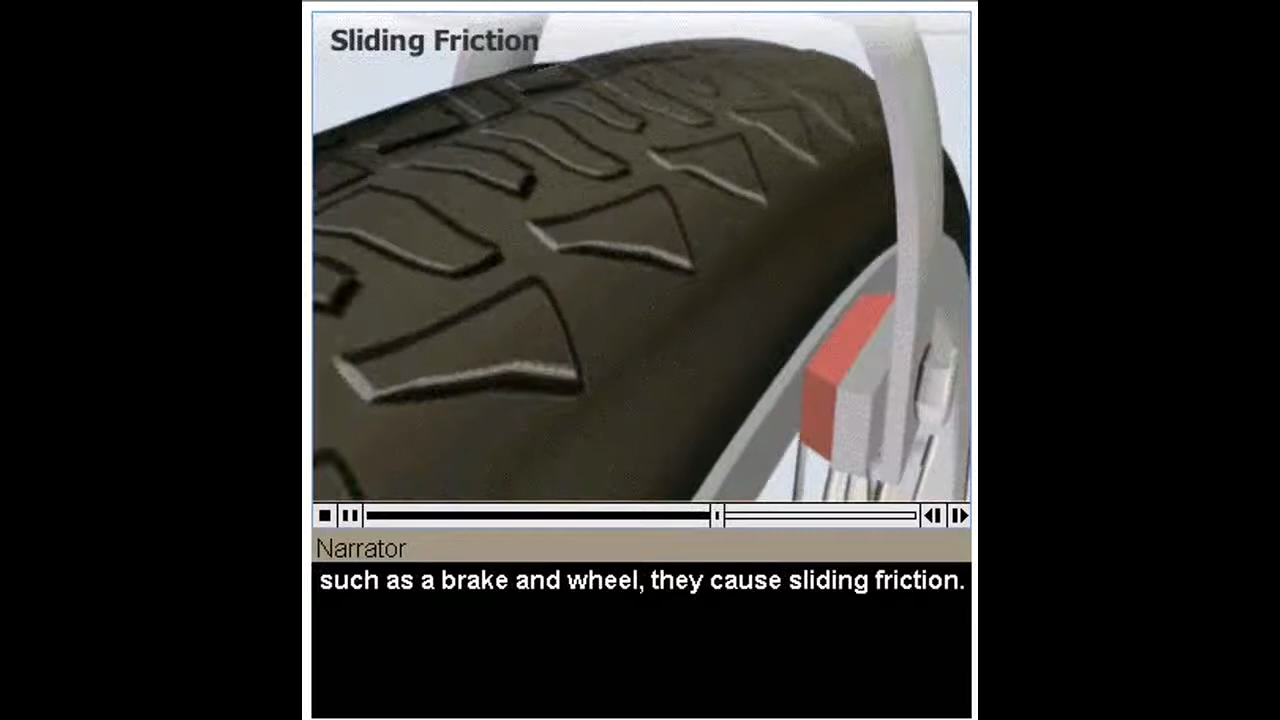 Sliding Friction
Narrator
such as a brake and wheel, they cause sliding friction.